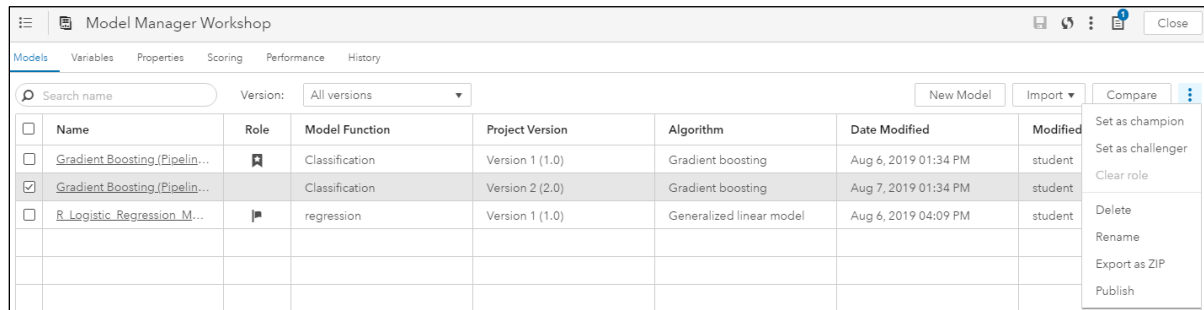 Model Manager Workshop
1
Close
Models Variables Properties Scoring Performance History
Search name Version: All versions New Model Import Compare
Name Role Model Function Project Version Algorithm Date Modified Modified
Gradient Boosting (Pipelin... Classification Version 1 (1.0) Gradient boosting Aug 6, 2019 01:34 PM student
Gradient Boosting (Pipelin... Classification Version 2 (2.0) Gradient boosting Aug 7, 2019 01:34 PM student
R_Logistic_Regression_M... regression Version 1 (1.0) Generalized linear model Aug 6, 2019 04:09 PM student
Set as champion
Set as challenger
Clear role
Delete
Rename
Export as ZIP
Publish